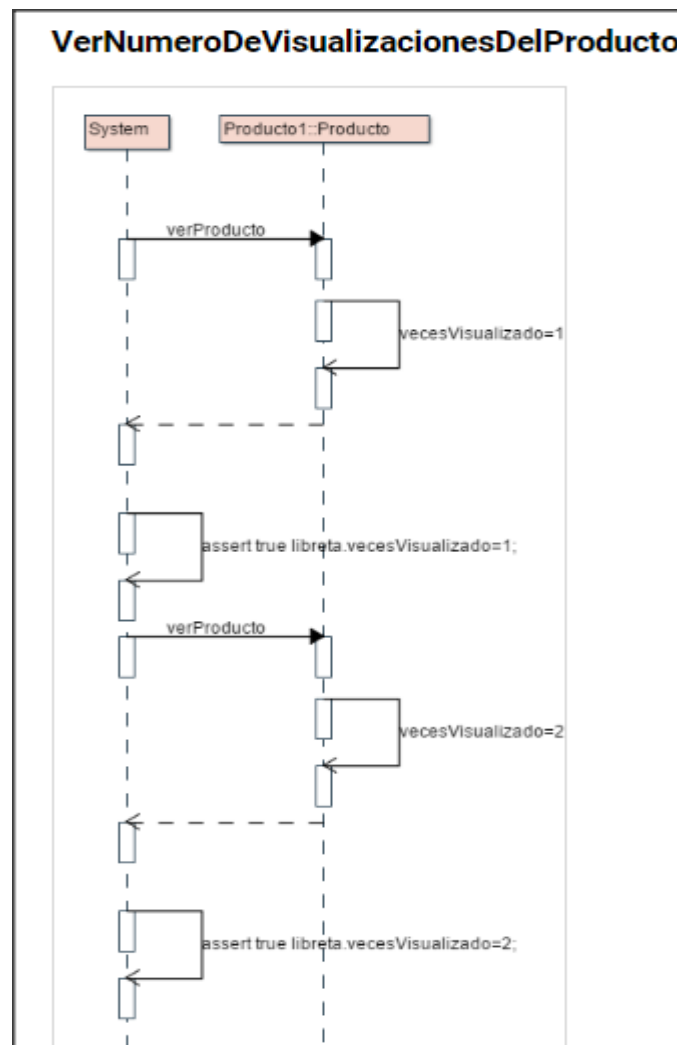 VerNumeroDeVisualizacionesDelProducto
System
Producto1::Producto
verProducto
vecesVisualizado=1
assert true libreta.vecesVisualizado=1;
verProducto
vecesVisualizado=2
assert true libreta.vecesVisualizado=2;